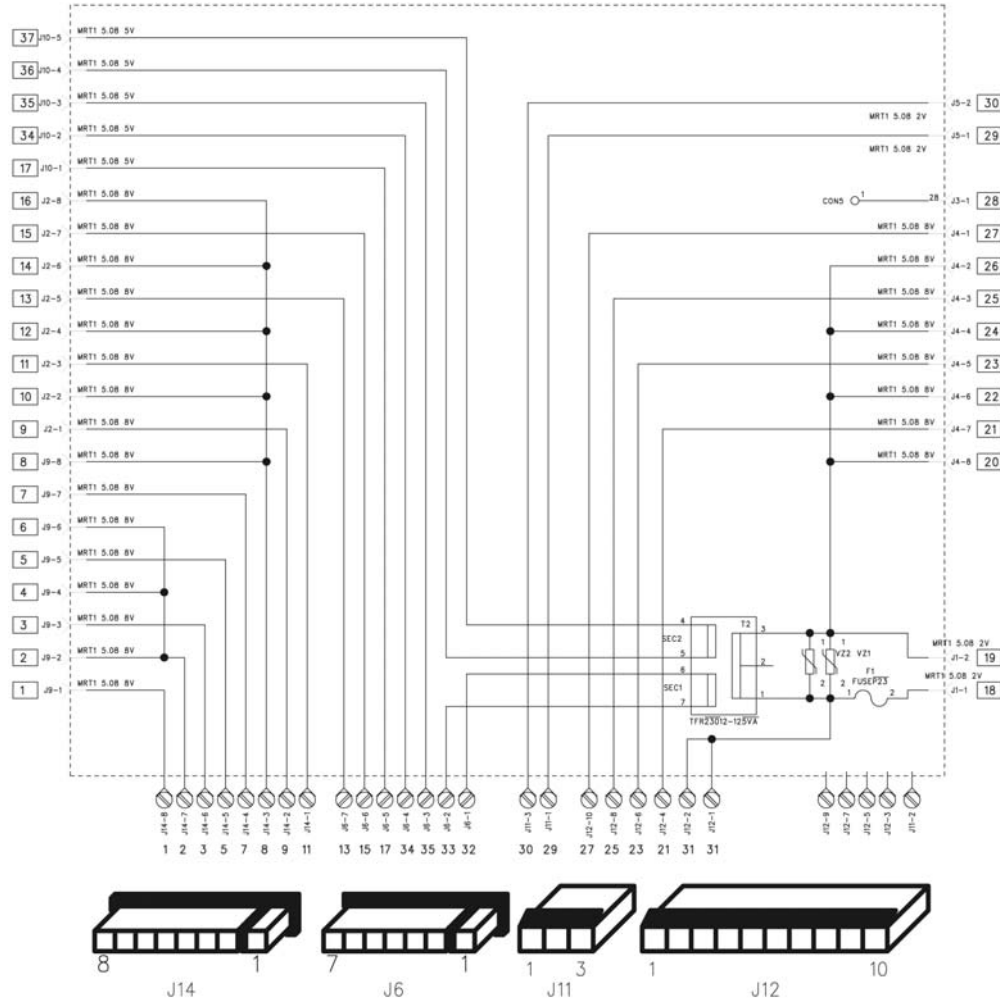 37 J10-5 MRT1 5.08 5V
36 J10-4 MRT1 5.08 5V
35 J10-3 MRT1 5.08 5V
34 J10-2 MRT1 5.08 5V
17 J10-1 MRT1 5.08 5V
16 J2-8 MRT1 5.08 8V
15 J2-7 MRT1 5.08 8V
14 J2-6 MRT1 5.08 8V
13 J2-5 MRT1 5.08 8V
12 J2-4 MRT1 5.08 8V
11 J2-3 MRT1 5.08 8V
10 J2-2 MRT1 5.08 8V
9 J2-1 MRT1 5.08 8V
8 J9-8 MRT1 5.08 8V
7 J9-7 MRT1 5.08 8V
6 J9-6 MRT1 5.08 8V
5 J9-5 MRT1 5.08 8V
4 J9-4 MRT1 5.08 8V
3 J9-3 MRT1 5.08 8V
2 J9-2 MRT1 5.08 8V
1 J9-1 MRT1 5.08 8V
J5-2 30
MRT1 5.08 2V
J5-1 29
MRT1 5.08 2V
CON5 1 28 J3-1 28
MRT1 5.08 8V J4-1 27
MRT1 5.08 8V J4-2 26
MRT1 5.08 8V J4-3 25
MRT1 5.08 8V J4-4 24
MRT1 5.08 8V J4-5 23
MRT1 5.08 8V J4-6 22
MRT1 5.08 8V J4-7 21
MRT1 5.08 8V J4-8 20
4 T2 3
SEC2
5 2
6
SEC1
7 1
TFR23012-125VA
1 1
VZ2 VZ1
2 2
F1
FUSEP23
1 2
MRT1 5.08 2V
J1-2 19
MRT1 5.08 2V
J1-1 18
J14-8 J14-7 J14-6 J14-5 J14-4 J14-3 J14-2 J14-1 J6-7 J6-6 J6-5 J6-4 J6-3 J6-2 J6-1 J11-3 J11-1 J12-10 J12-8 J12-6 J12-4 J12-2 J12-1 J12-9 J12-7 J12-5 J12-3 J11-2
1 2 3 5 7 8 9 11 13 15 17 34 35 33 32 30 29 27 25 23 21 31 31
8 1 7 1 1 3 1 10
J14 J6 J11 J12